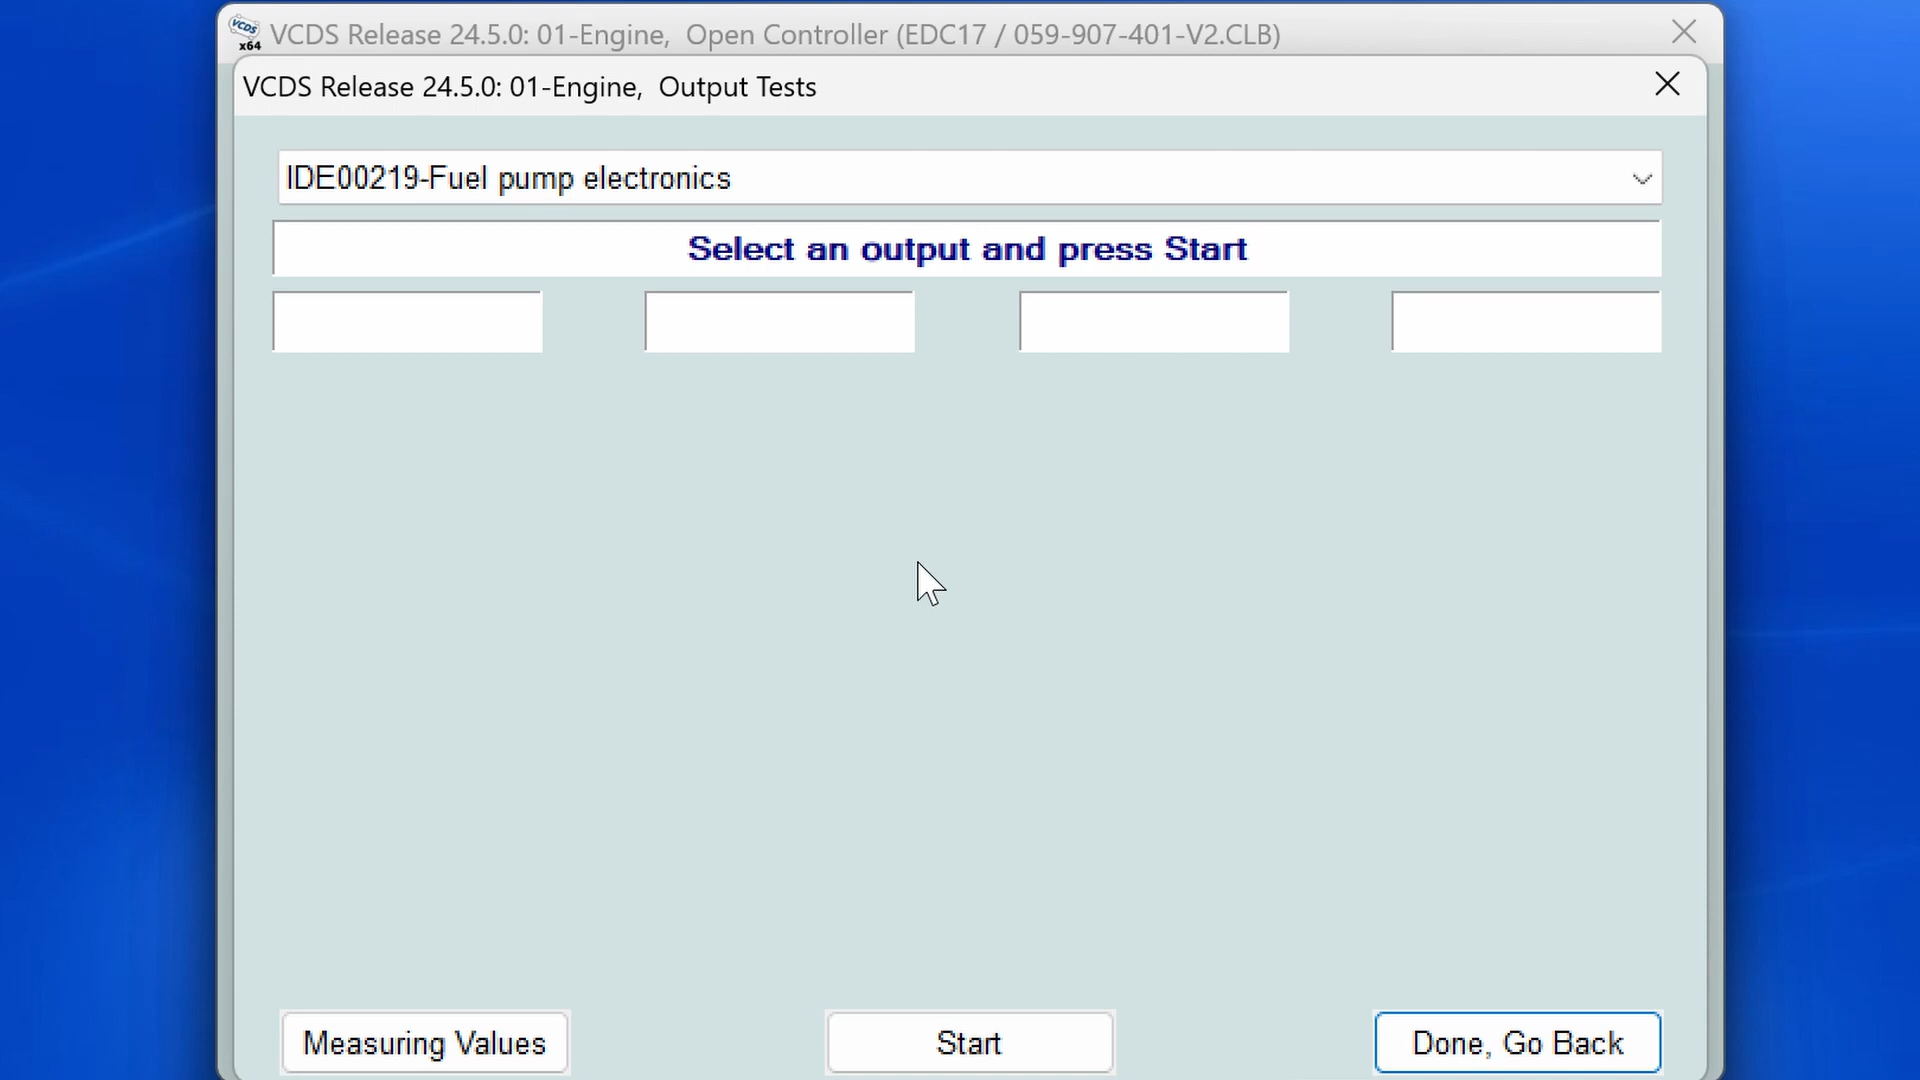 VCDS
x64
VCDS Release 24.5.0: 01-Engine,  Open Controller (EDC17 / 059-907-401-V2.CLB)
VCDS Release 24.5.0: 01-Engine,  Output Tests
IDE00219-Fuel pump electronics
Select an output and press Start
Measuring Values
Start
Done, Go Back